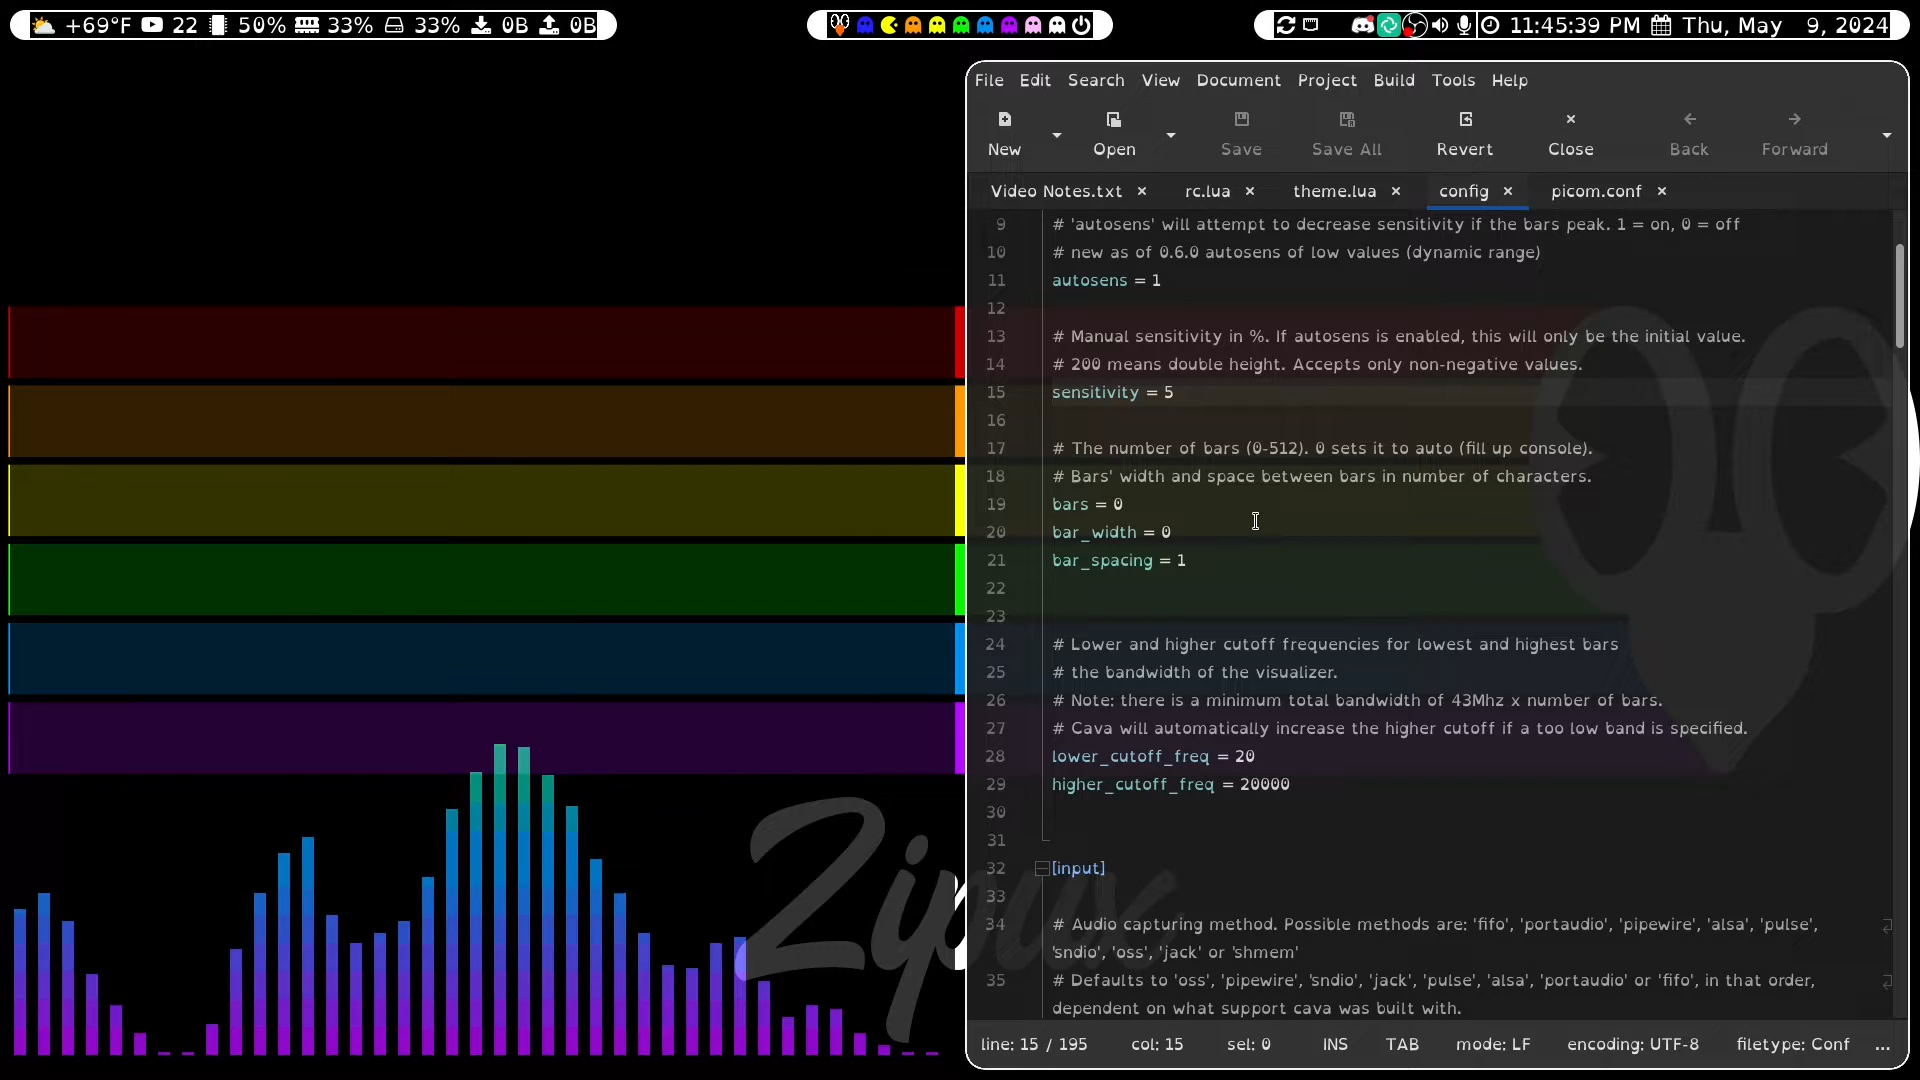 +69°F 22 50% 33% 33% 0B 0B
11:45:39 PM Thu, May 9, 2024
File Edit Search View Document Project Build Tools Help
New Open Save Save All Revert Close Back Forward
Video Notes.txt × rc.lua × theme.lua × config × picom.conf ×
9 # 'autosens' will attempt to decrease sensitivity if the bars peak. 1 = on, 0 = off
10 # new as of 0.6.0 autosens of low values (dynamic range)
11 autosens = 1
12
13 # Manual sensitivity in %. If autosens is enabled, this will only be the initial value.
14 # 200 means double height. Accepts only non-negative values.
15 sensitivity = 5
16
17 # The number of bars (0-512). 0 sets it to auto (fill up console).
18 # Bars' width and space between bars in number of characters.
19 bars = 0
20 bar_width = 0
21 bar_spacing = 1
22
23
24 # Lower and higher cutoff frequencies for lowest and highest bars
25 # the bandwidth of the visualizer.
26 # Note: there is a minimum total bandwidth of 43Mhz x number of bars.
27 # Cava will automatically increase the higher cutoff if a too low band is specified.
28 lower_cutoff_freq = 20
29 higher_cutoff_freq = 20000
30
31
32 [input]
33
34 # Audio capturing method. Possible methods are: 'fifo', 'portaudio', 'pipewire', 'alsa', 'pulse',
'sndio', 'oss', 'jack' or 'shmem'
35 # Defaults to 'oss', 'pipewire', 'sndio', 'jack', 'pulse', 'alsa', 'portaudio' or 'fifo', in that order,
dependent on what support cava was built with.
line: 15 / 195 col: 15 sel: 0 INS TAB mode: LF encoding: UTF-8 filetype: Conf ...
Zipux